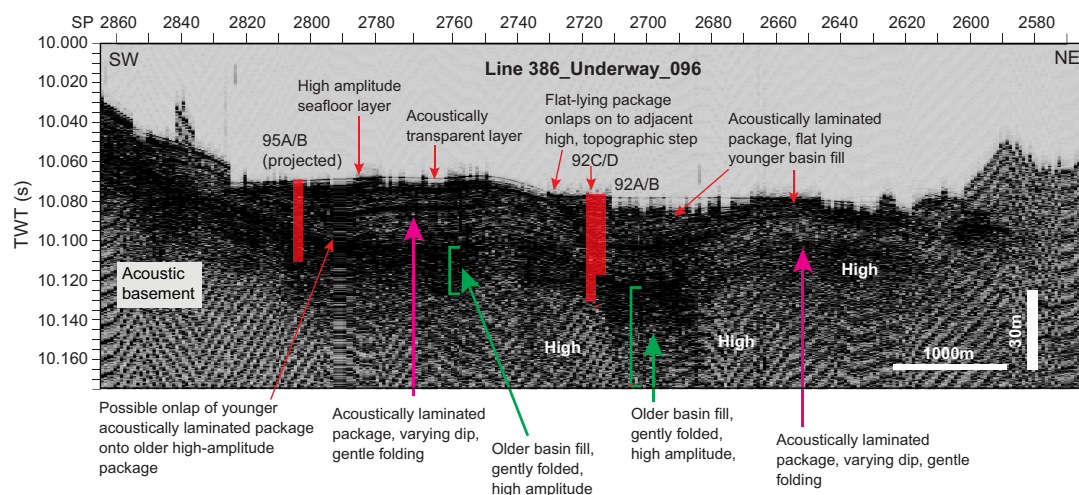 SP 2860 2840 2820 2800 2780 2760 2740 2720 2700 2680 2660 2640 2620 2600 2580
10.000
10.020
10.040
10.060
10.080
10.100
10.120
10.140
10.160
TWT (s)
SW
NE
Line 386_Underway_096
High amplitude
seafloor layer
95A/B
(projected)
Acoustically
transparent layer
Flat-lying package
onlaps on to adjacent
high, topographic step
92C/D
92A/B
Acoustically laminated
package, flat lying
younger basin fill
Acoustic
basement
High
High
High
30m
1000m
Possible onlap of younger
acoustically laminated package
onto older high-amplitude
package
Acoustically laminated
package, varying dip,
gentle folding
Older basin fill,
gently folded,
high amplitude
Older basin fill,
gently folded,
high amplitude,
Acoustically laminated
package, varying dip, gentle
folding